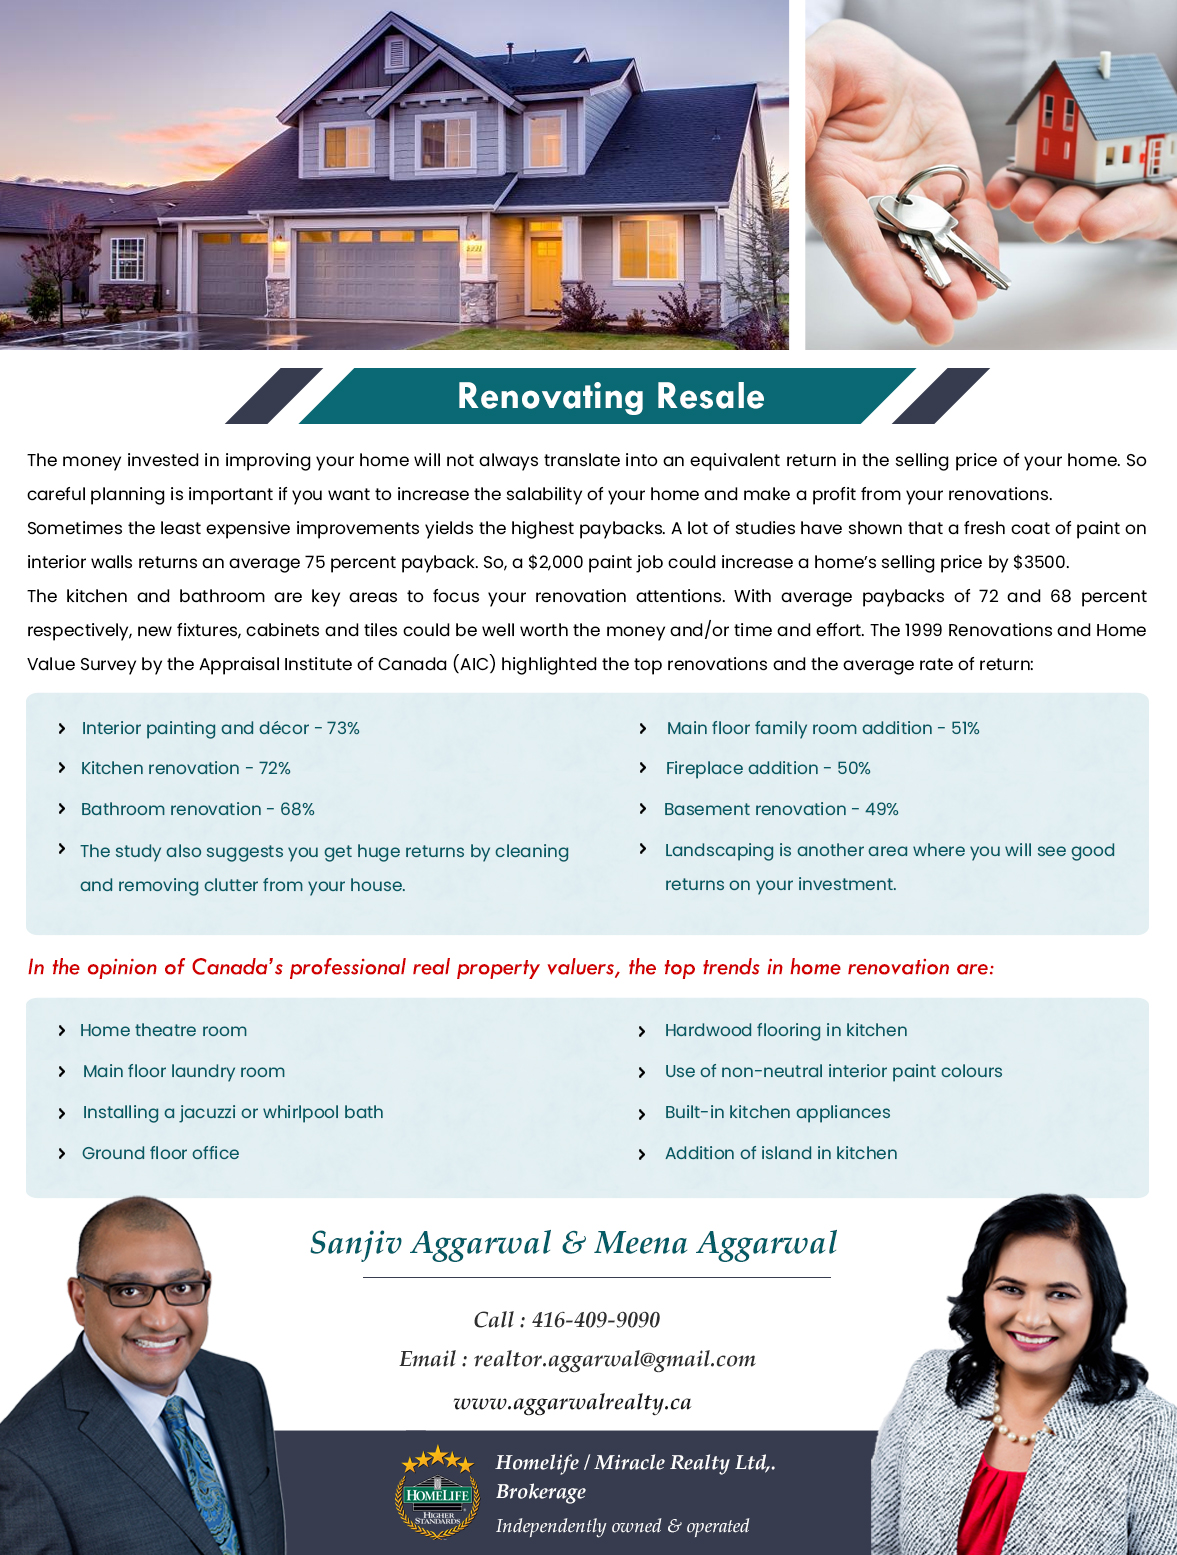 Renovating Resale
The money invested in improving your home will not always translate into an equivalent return in the selling price of your home. So
careful planning is important if you want to increase the salability of your home and make a profit from your renovations.
Sometimes the least expensive improvements yields the highest paybacks. A lot of studies have shown that a fresh coat of paint on
interior walls returns an average 75 percent payback. So, a $2,000 paint job could increase a home’s selling price by $3500.
The kitchen and bathroom are key areas to focus your renovation attentions. With average paybacks of 72 and 68 percent
respectively, new fixtures, cabinets and tiles could be well worth the money and/or time and effort. The 1999 Renovations and Home
Value Survey by the Appraisal Institute of Canada (AIC) highlighted the top renovations and the average rate of return:
Interior painting and décor - 73%
Kitchen renovation - 72%
Bathroom renovation - 68%
The study also suggests you get huge returns by cleaning
and removing clutter from your house.
Main floor family room addition - 51%
Fireplace addition - 50%
Basement renovation - 49%
Landscaping is another area where you will see good
returns on your investment.
In the opinion of Canada’s professional real property valuers, the top trends in home renovation are:
Home theatre room
Main floor laundry room
Installing a jacuzzi or whirlpool bath
Ground floor office
Hardwood flooring in kitchen
Use of non-neutral interior paint colours
Built-in kitchen appliances
Addition of island in kitchen
Sanjiv Aggarwal & Meena Aggarwal
Call : 416-409-9090
Email : realtor.aggarwal@gmail.com
www.aggarwalrealty.ca
HOMELIFE
HIGHER
STANDARDS
Homelife / Miracle Realty Ltd,.
Brokerage
Independently owned & operated